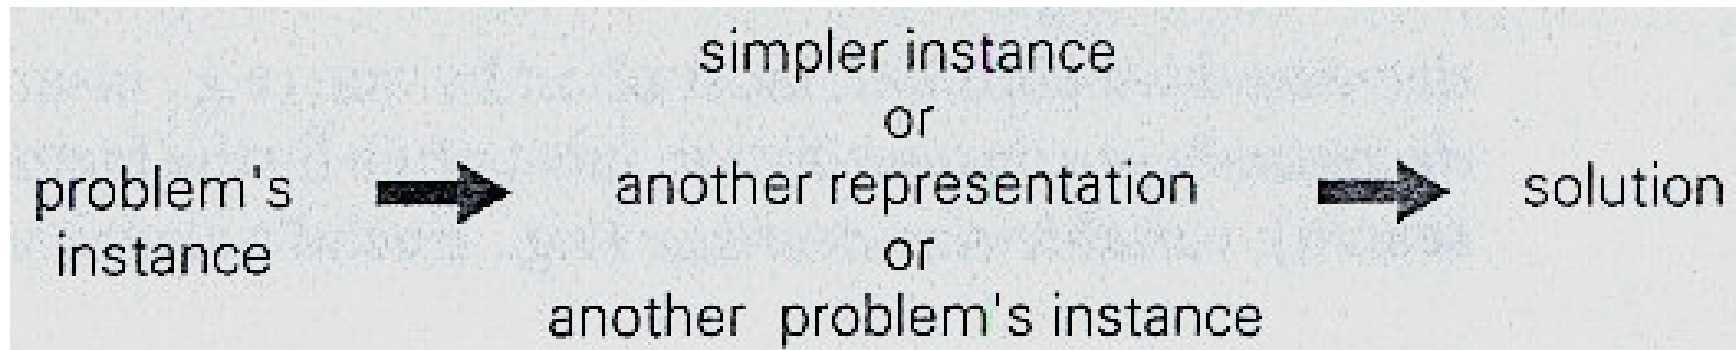 simpler instance
or
problem's
instance
another representation
or
another problem's instance
solution